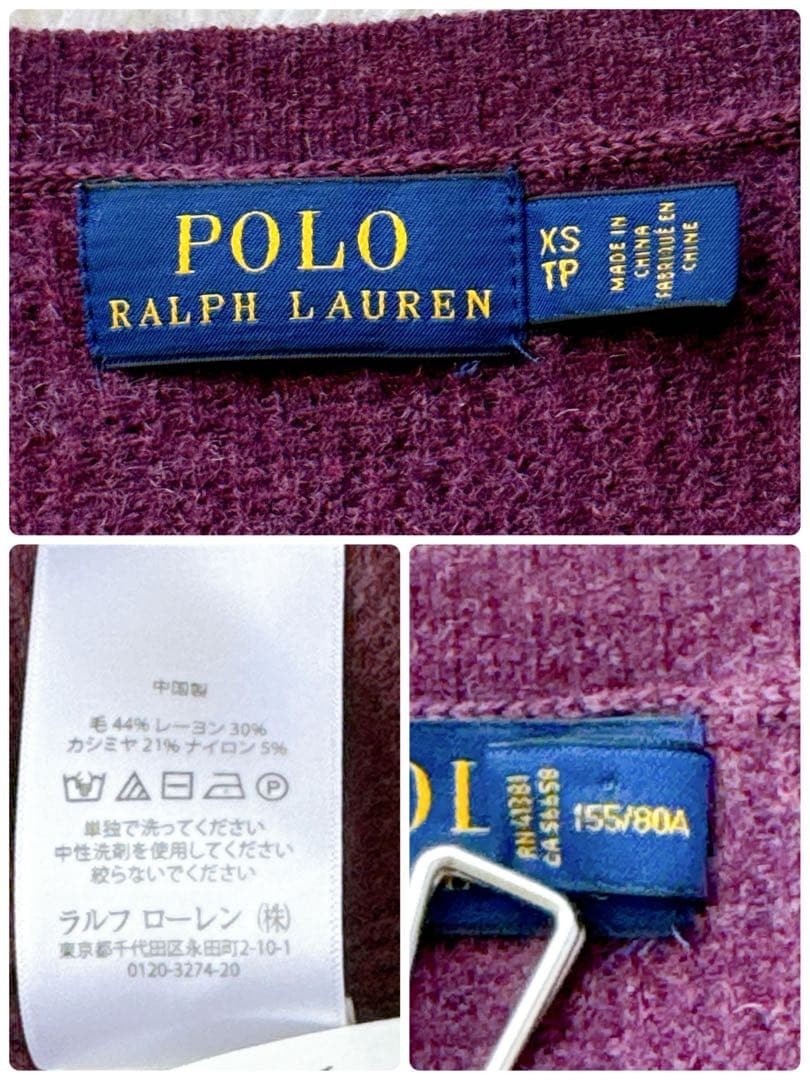 POLO
RALPH LAUREN
XS
TP
MADE IN
CHINA
FABRIQUÉ EN
CHINE
中国製
毛 44% レーヨン 30%
カシミヤ 21% ナイロン 5%
P
単独で洗ってください
中性洗剤を使用してください
絞らないでください
ラルフ ローレン (株)
東京都千代田区永田町2-10-1
0120-3274-20
OL
RN 41381
CA 56658
155/80A